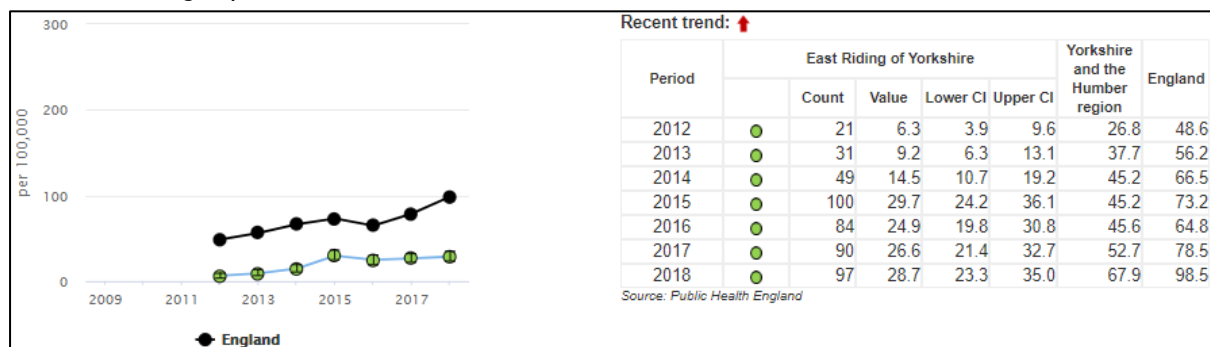 300
200
100
0
per 100,000
2009 2011 2013 2015 2017
England
Recent trend:
Period East Riding of Yorkshire Yorkshire and the Humber region England
Count Value Lower CI Upper CI
2012 21 6.3 3.9 9.6 26.8 48.6
2013 31 9.2 6.3 13.1 37.7 56.2
2014 49 14.5 10.7 19.2 45.2 66.5
2015 100 29.7 24.2 36.1 45.2 73.2
2016 84 24.9 19.8 30.8 45.6 64.8
2017 90 26.6 21.4 32.7 52.7 78.5
2018 97 28.7 23.3 35.0 67.9 98.5
Source: Public Health England